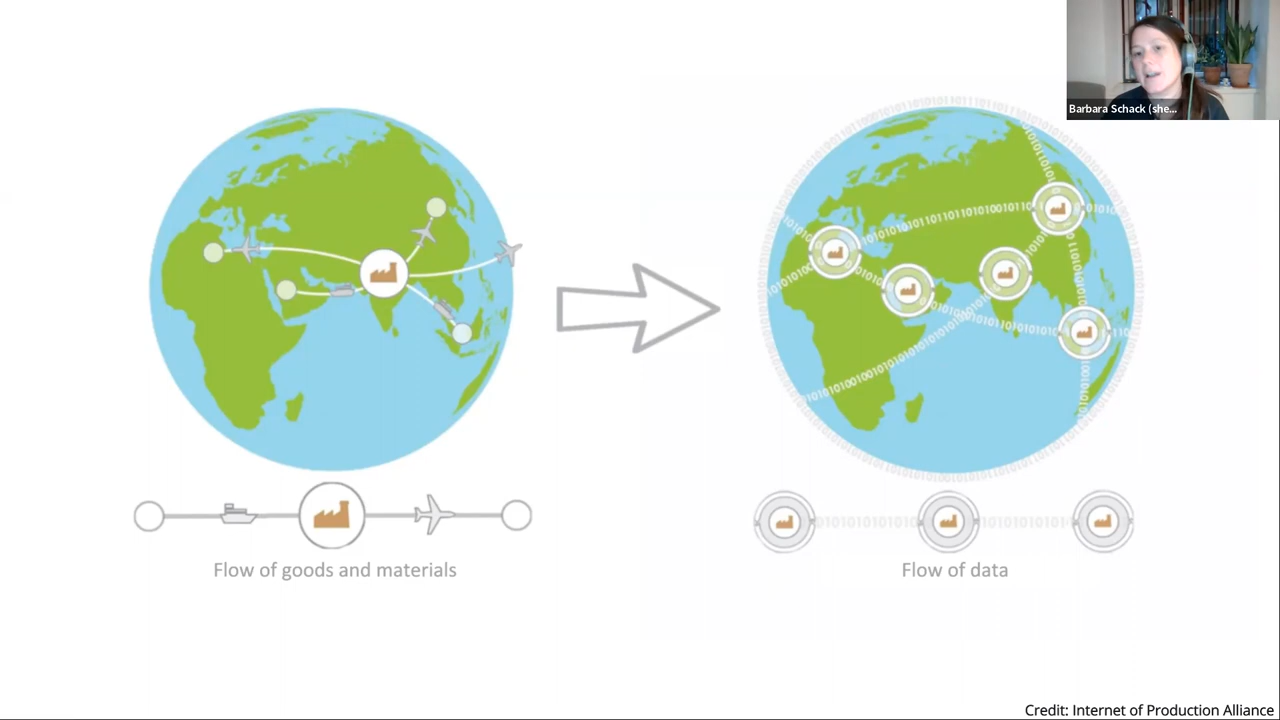 Barbara Schack (she...
Flow of goods and materials
Flow of data
Credit: Internet of Production Alliance